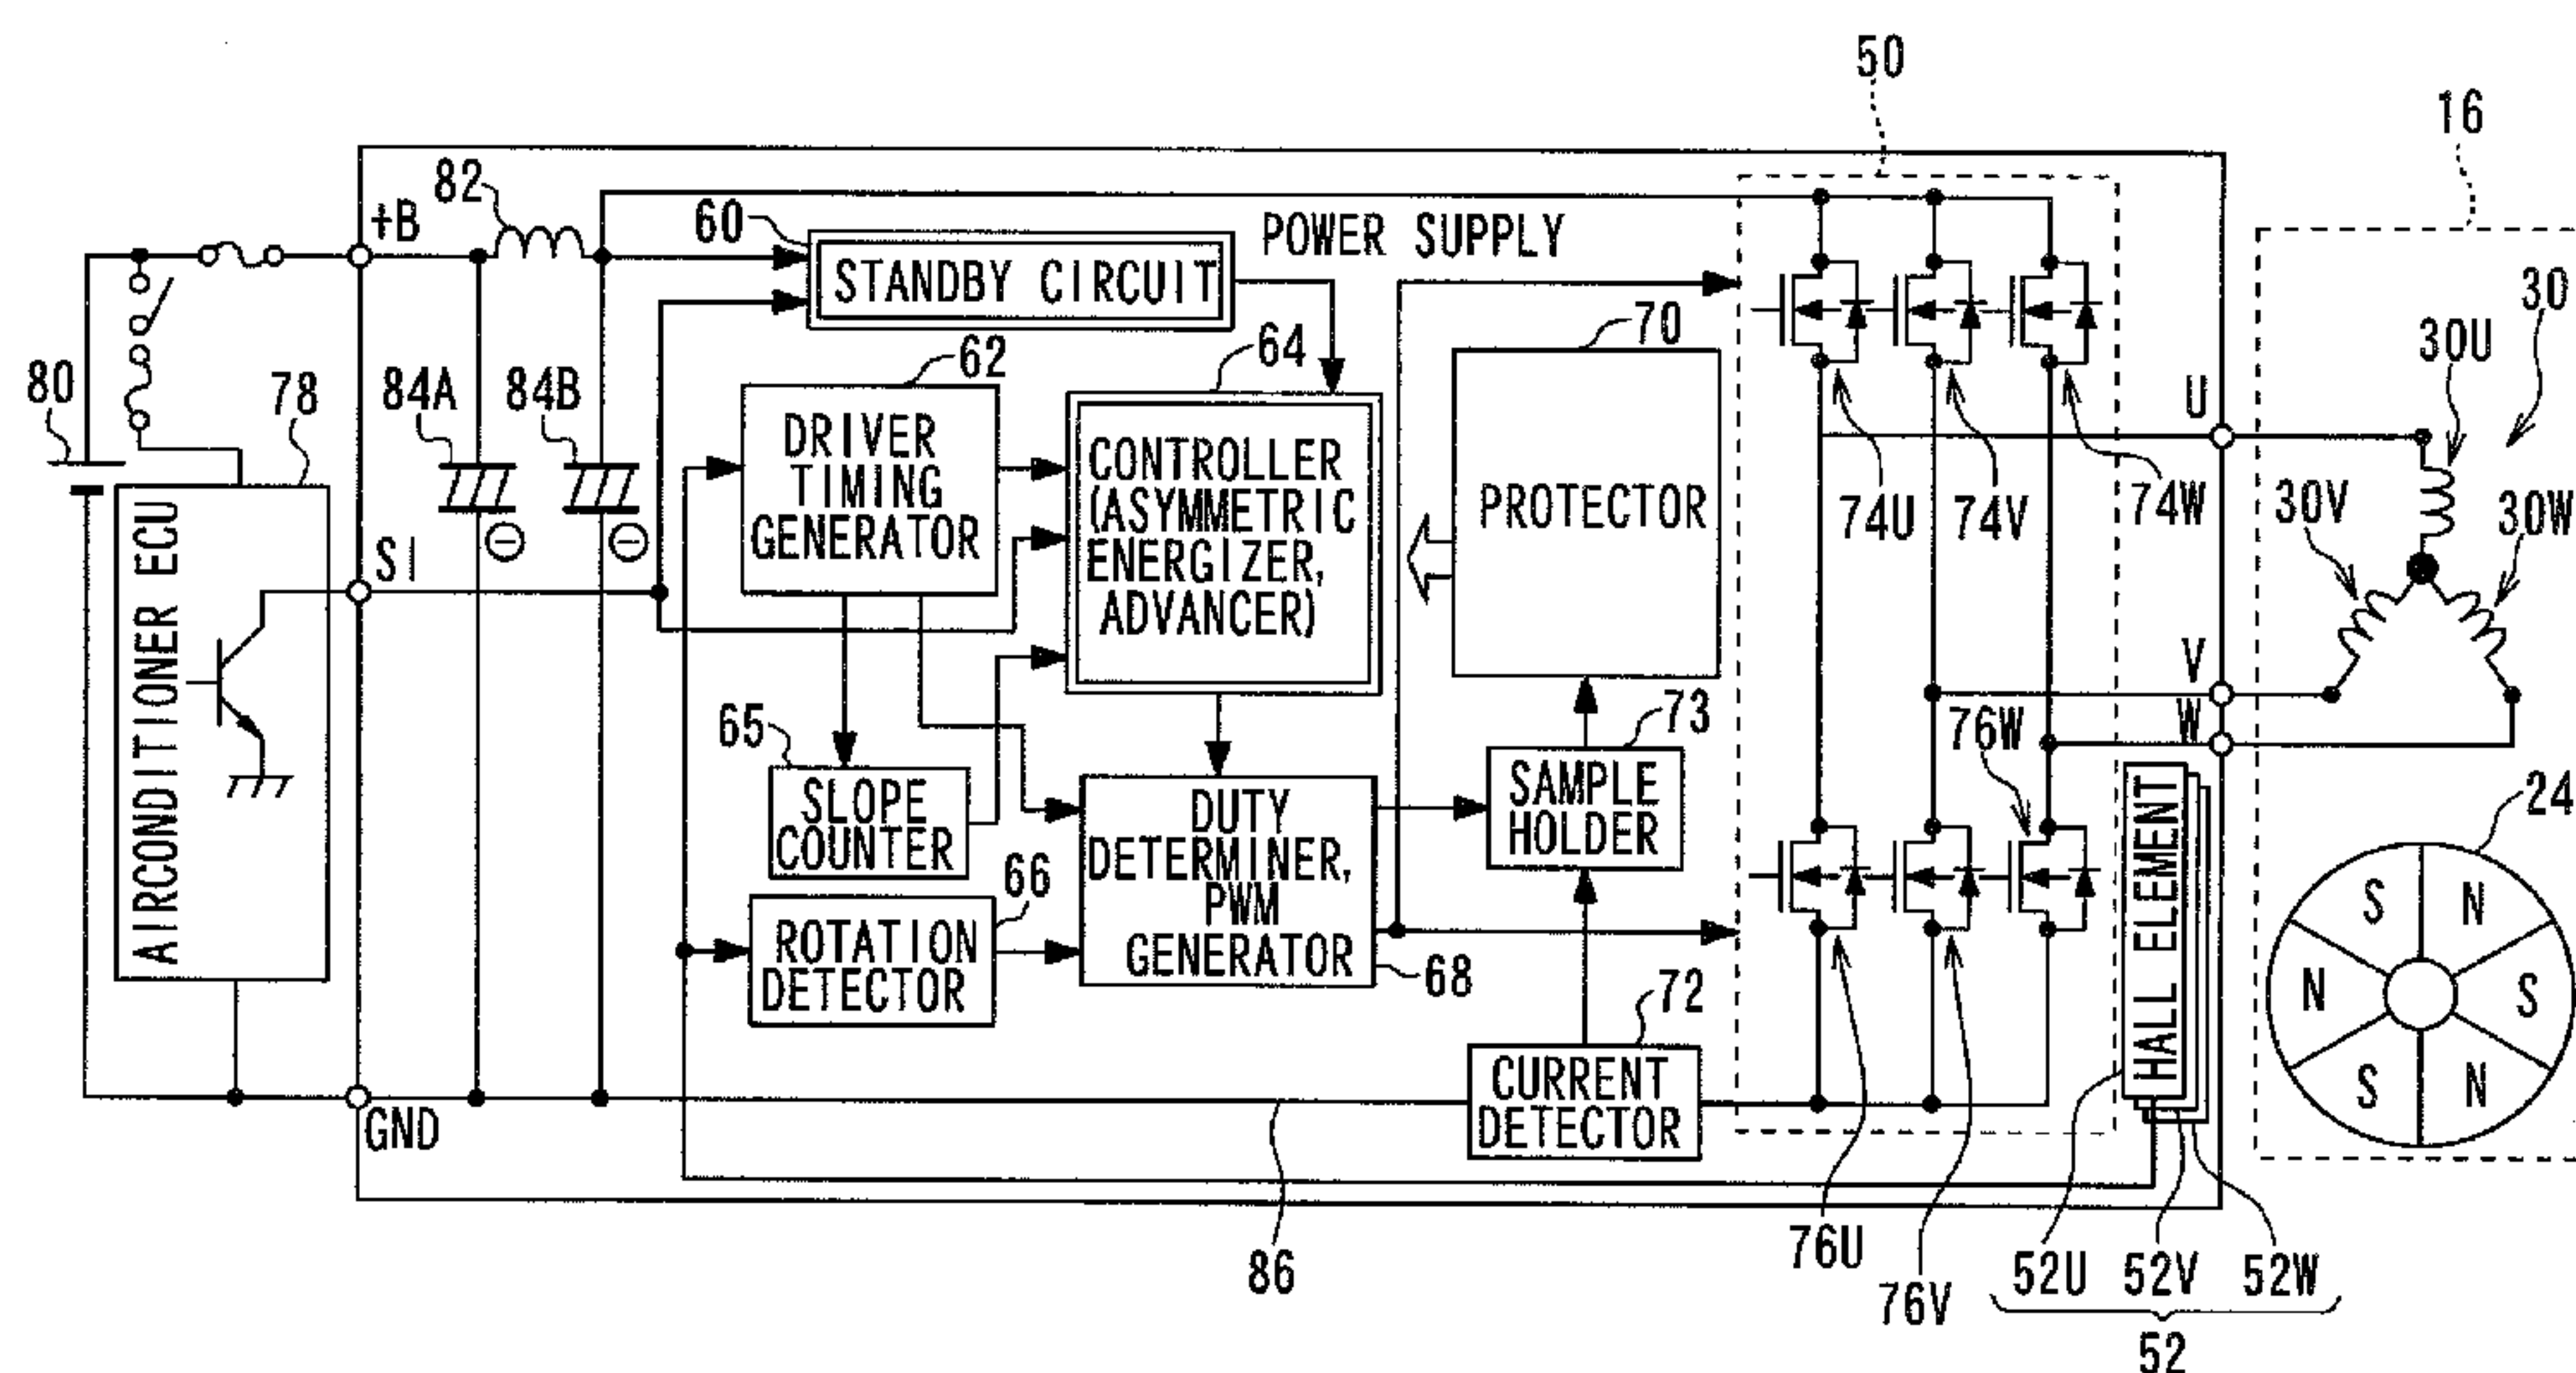 50
16
82
+B
60
POWER SUPPLY
STANDBY CIRCUIT
30
30U
80
78
84A
84B
62
64
70
U
DRIVER
TIMING
GENERATOR
CONTROLLER
(ASYMMETRIC
ENERGIZER,
ADVANCER)
PROTECTOR
74U
74V
74W
30V
30W
SI
AIRCONDITIONER ECU
V
W
65
73
76W
SLOPE
COUNTER
DUTY
DETERMINER,
PWM
GENERATOR
SAMPLE
HOLDER
HALL ELEMENT
24
66
ROTATION
DETECTOR
68
72
S
N
N
S
S
N
CURRENT
DETECTOR
GND
86
76U
76V
52U
52V
52W
52